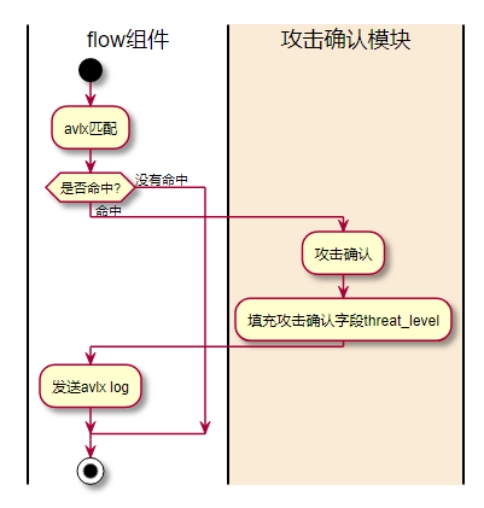 flow组件
攻击确认模块
avlx匹配
是否命中?
没有命中
命中
攻击确认
填充攻击确认字段threat_level
发送avlx log